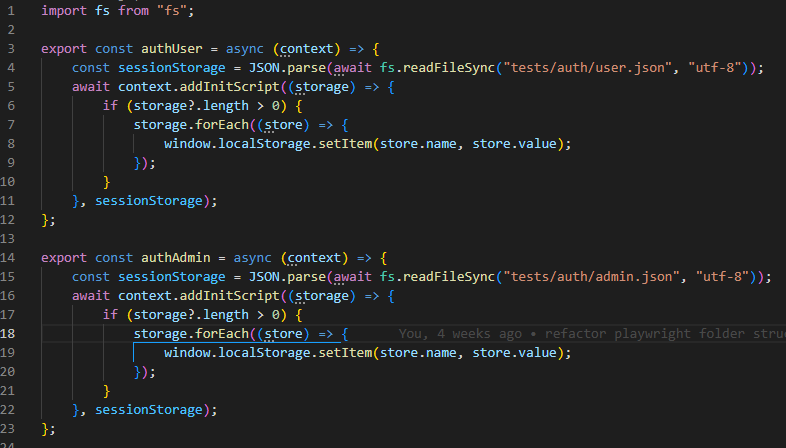 1 import fs from "fs";
2
3 export const authUser = async (context) => {
4 const sessionStorage = JSON.parse(await fs.readFileSync("tests/auth/user.json", "utf-8"));
5 await context.addInitScript((storage) => {
6 if (storage?.length > 0) {
7 storage.forEach((store) => {
8 window.localStorage.setItem(store.name, store.value);
9 });
10 }
11 }, sessionStorage);
12 };
13
14 export const authAdmin = async (context) => {
15 const sessionStorage = JSON.parse(await fs.readFileSync("tests/auth/admin.json", "utf-8"));
16 await context.addInitScript((storage) => {
17 if (storage?.length > 0) {
18 storage.forEach((store) => { You, 4 weeks ago • refactor playwright folder stru
19 window.localStorage.setItem(store.name, store.value);
20 });
21 }
22 }, sessionStorage);
23 };
24